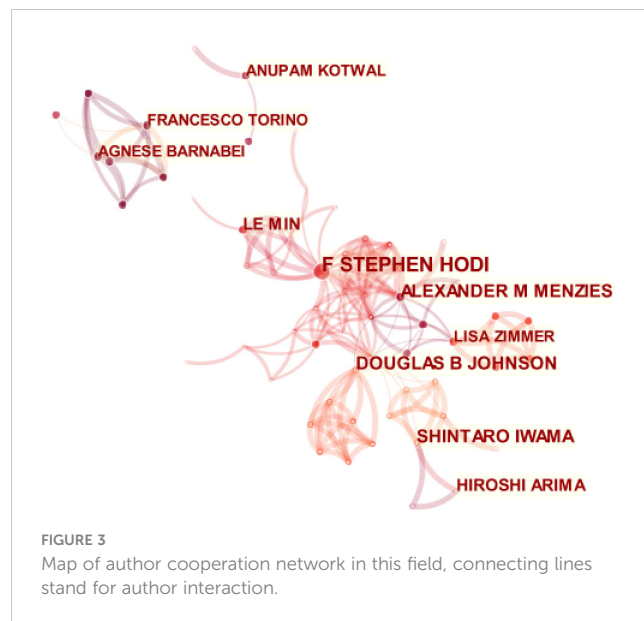 ANUPAM KOTWAL
FRANCESCO TORINO
AGNESE BARNABEI
LE MIN
F STEPHEN HODI
ALEXANDER M MENZIES
LISA ZIMMER
DOUGLAS B JOHNSON
SHINTARO IWAMA
HIROSHI ARIMA
FIGURE 3
Map of author cooperation network in this field, connecting lines
stand for author interaction.